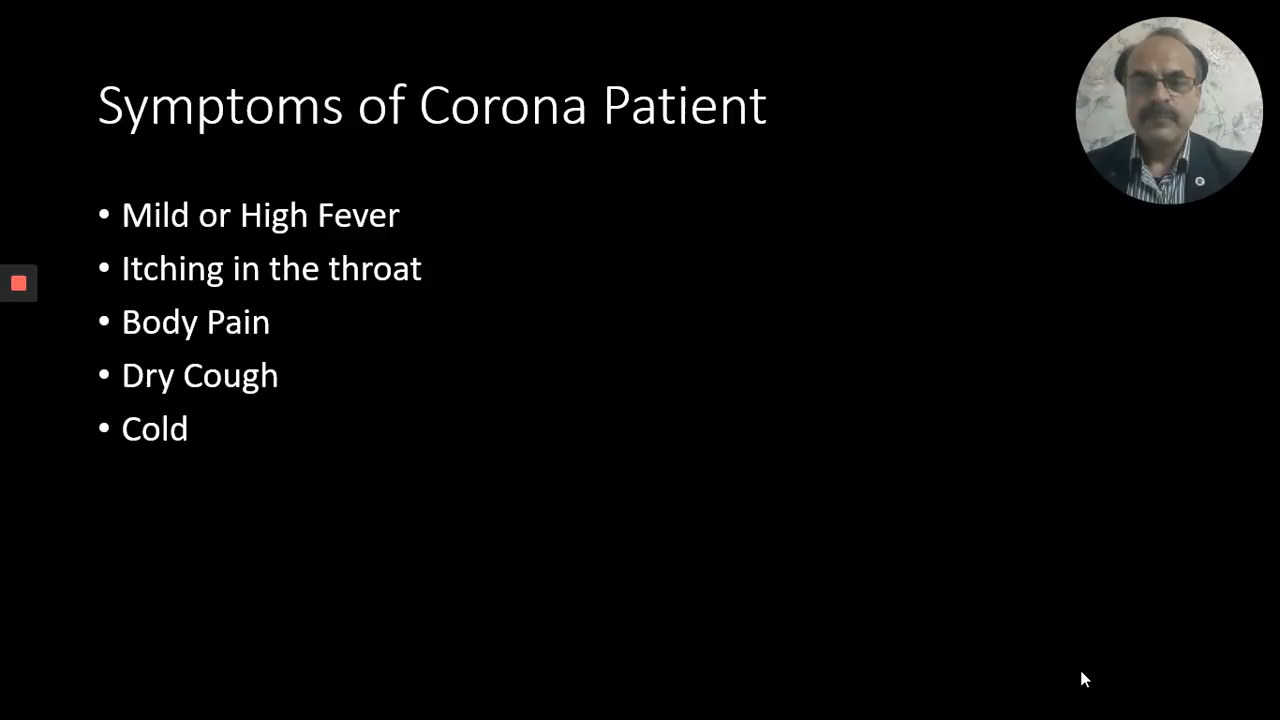 Symptoms of Corona Patient
• Mild or High Fever
• Itching in the throat
• Body Pain
• Dry Cough
• Cold